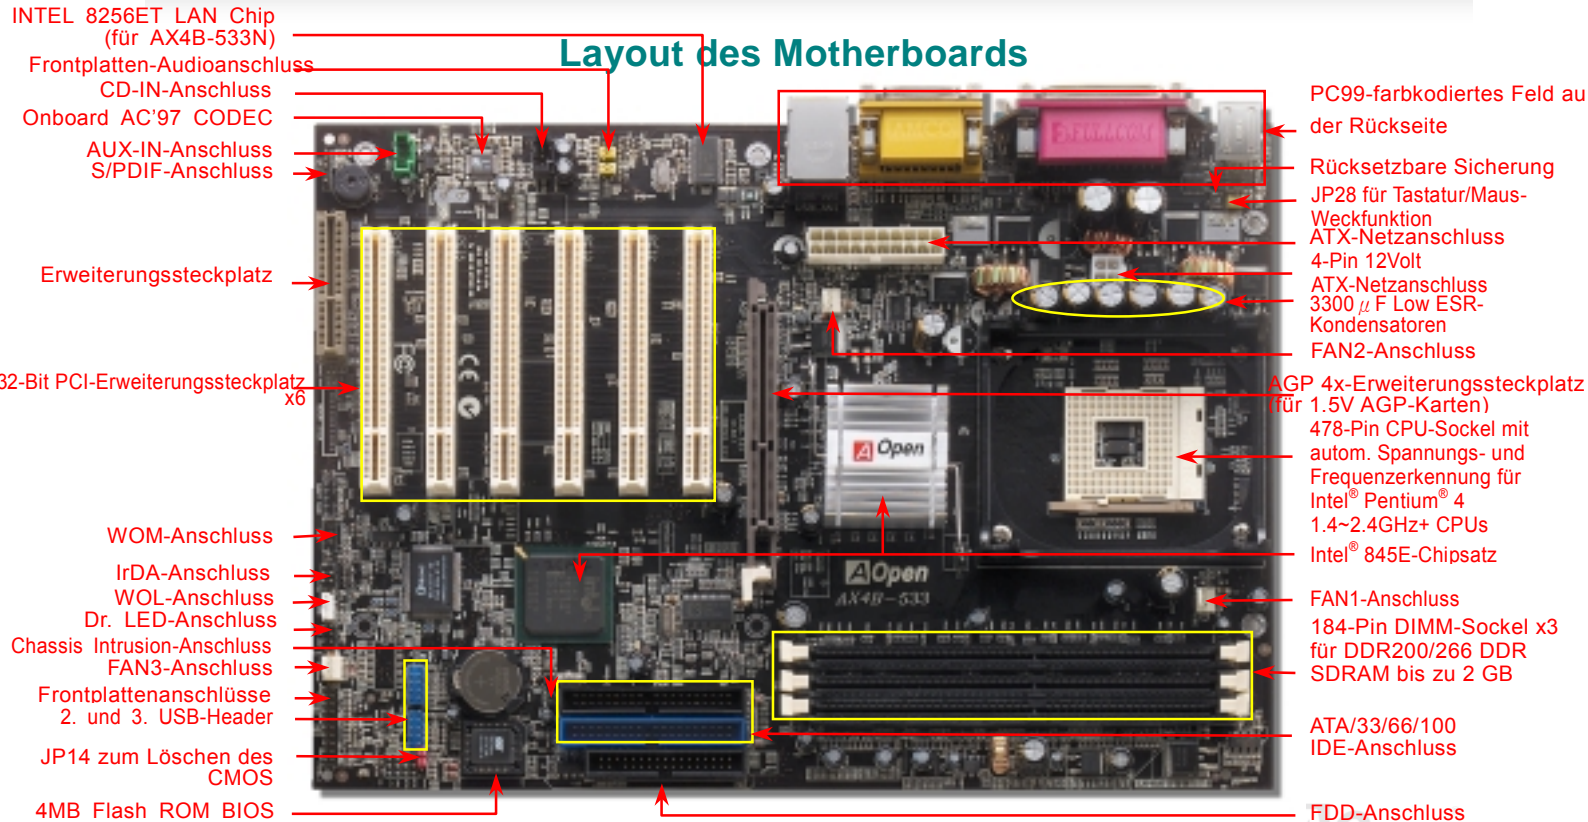 Layout des Motherboards
INTEL 8256ET LAN Chip
(für AX4B-533N)
Frontplatten-Audioanschluss
CD-IN-Anschluss
Onboard AC'97 CODEC
AUX-IN-Anschluss
S/PDIF-Anschluss
Erweiterungssteckplatz
32-Bit PCI-Erweiterungssteckplatz
x6
WOM-Anschluss
IrDA-Anschluss
WOL-Anschluss
Dr. LED-Anschluss
Chassis Intrusion-Anschluss
FAN3-Anschluss
Frontplattenanschlüsse
2. und 3. USB-Header
JP14 zum Löschen des
CMOS
4MB Flash ROM BIOS
AOpen
AOpen
AX4B-533
FOXCONN
PC99-farbkodiertes Feld au
der Rückseite
Rücksetzbare Sicherung
JP28 für Tastatur/Maus-
Weckfunktion
ATX-Netzanschluss
4-Pin 12Volt
ATX-Netzanschluss
3300 μ F Low ESR-
Kondensatoren
FAN2-Anschluss
AGP 4x-Erweiterungssteckplatz
(für 1.5V AGP-Karten)
478-Pin CPU-Sockel mit
autom. Spannungs- und
Frequenzerkennung für
Intel® Pentium® 4
1.4~2.4GHz+ CPUs
Intel® 845E-Chipsatz
FAN1-Anschluss
184-Pin DIMM-Sockel x3
für DDR200/266 DDR
SDRAM bis zu 2 GB
ATA/33/66/100
IDE-Anschluss
FDD-Anschluss